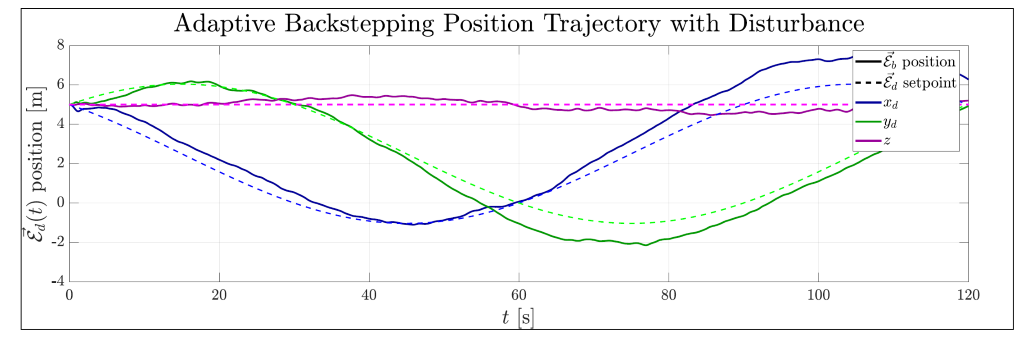 Adaptive Backstepping Position Trajectory with Disturbance
$\vec{\mathcal{E}}_d(t)$ position [m]
8
6
4
2
0
-2
-4
0
20
40
60
80
100
120
t [s]
$\vec{\mathcal{E}}_b$ position
$\vec{\mathcal{E}}_d$ setpoint
$x_d$
$y_d$
z